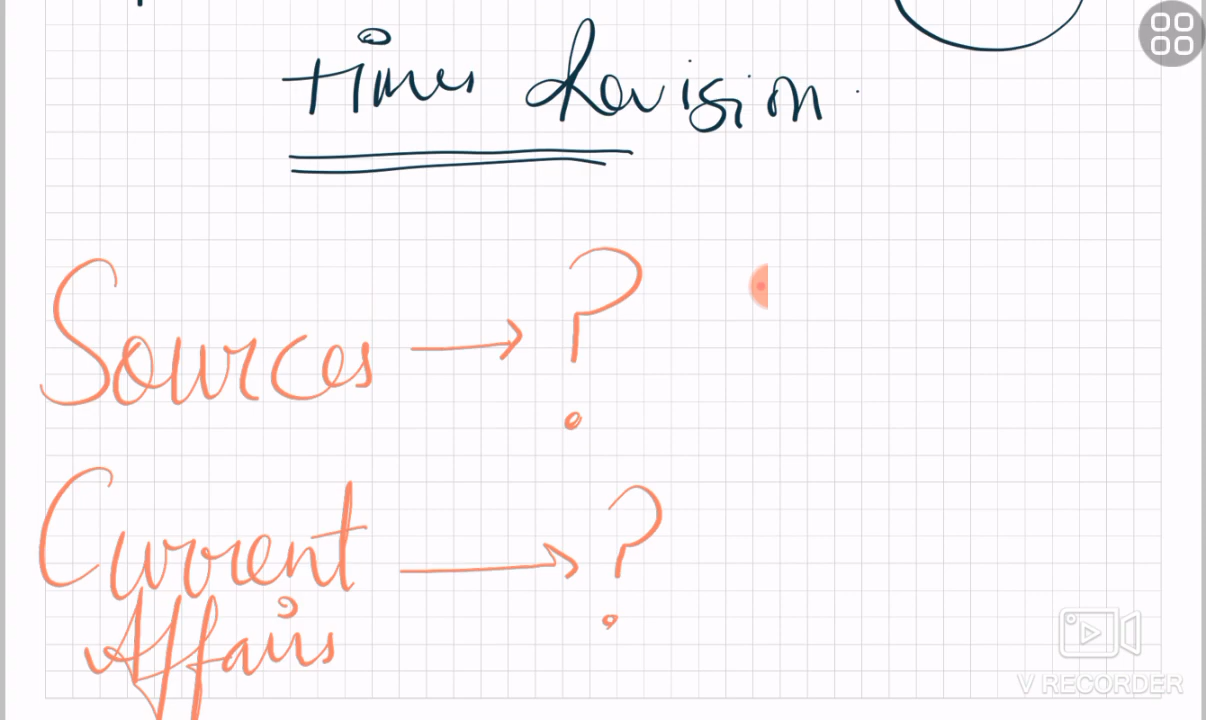 times Revision
Sources → ?
Current → ?
Affairs
V RECORDER